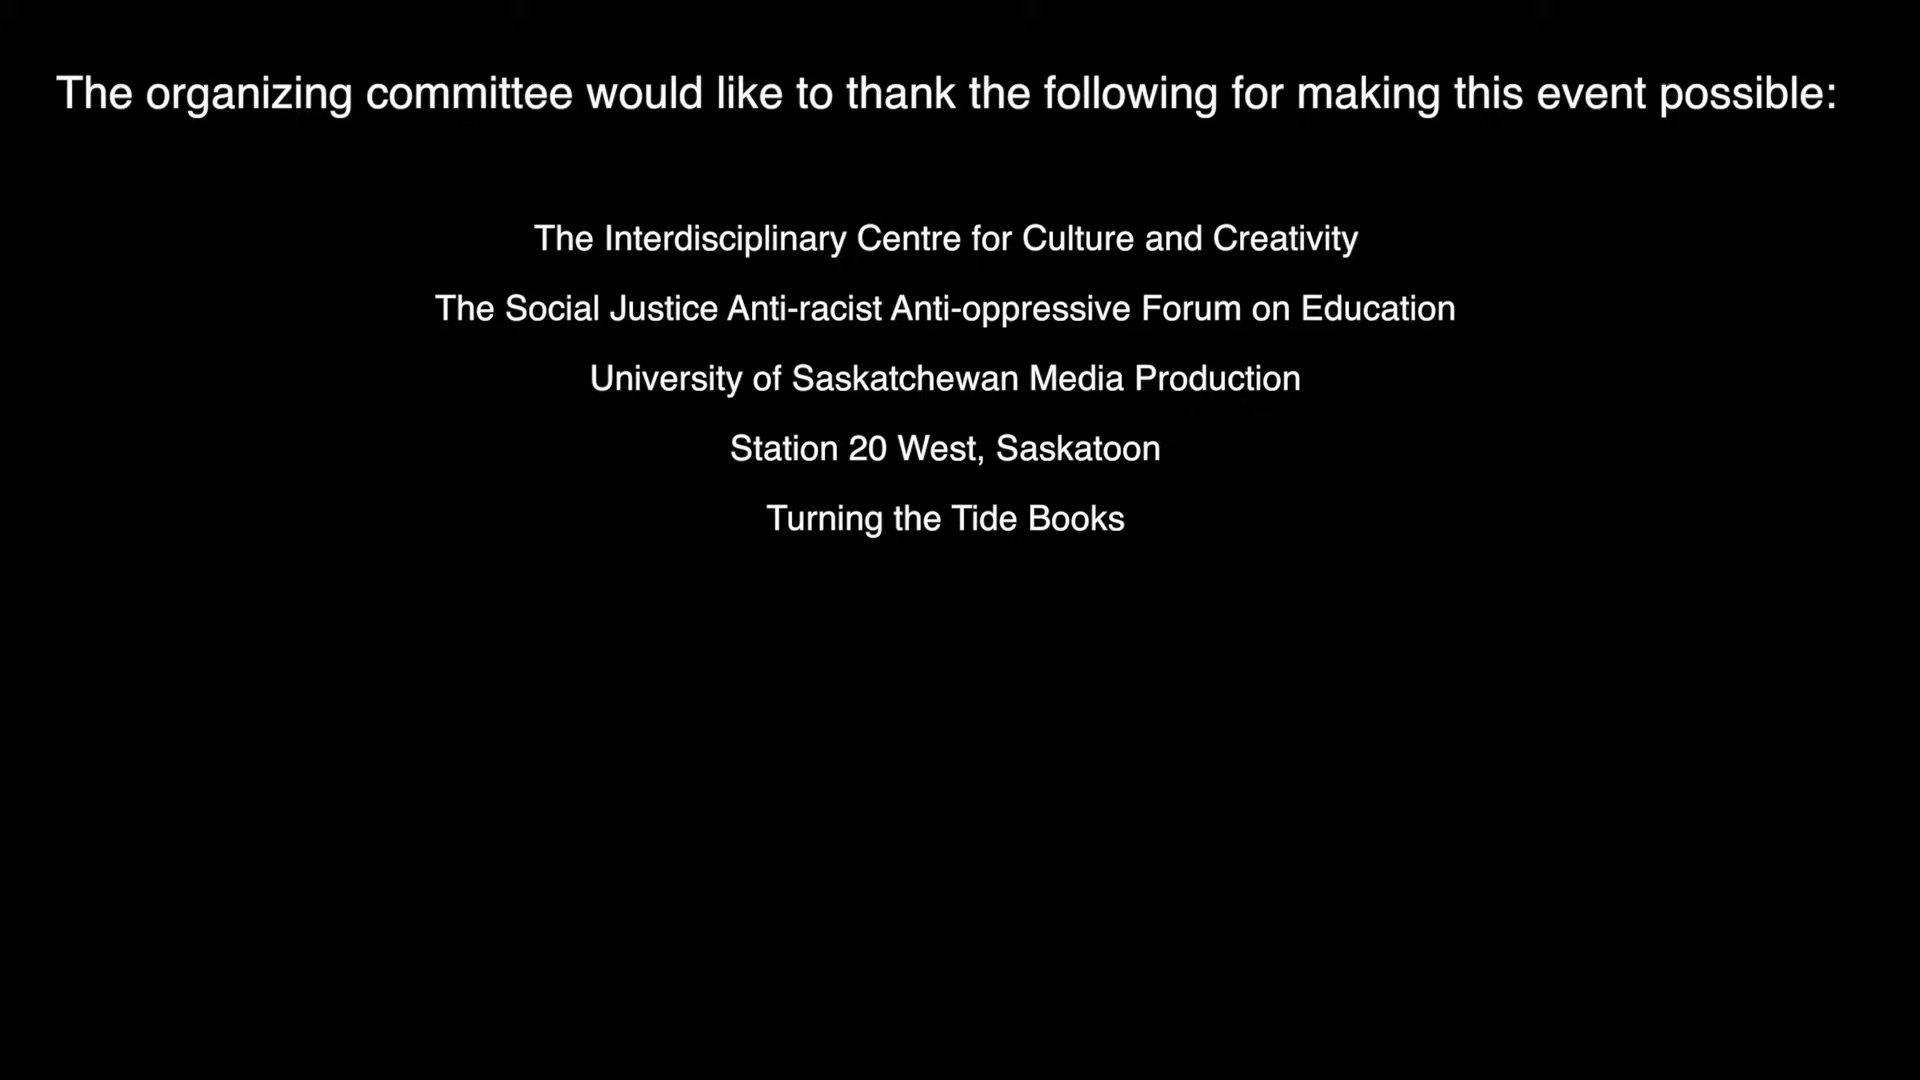 The organizing committee would like to thank the following for making this event possible:
The Interdisciplinary Centre for Culture and Creativity
The Social Justice Anti-racist Anti-oppressive Forum on Education
University of Saskatchewan Media Production
Station 20 West, Saskatoon
Turning the Tide Books